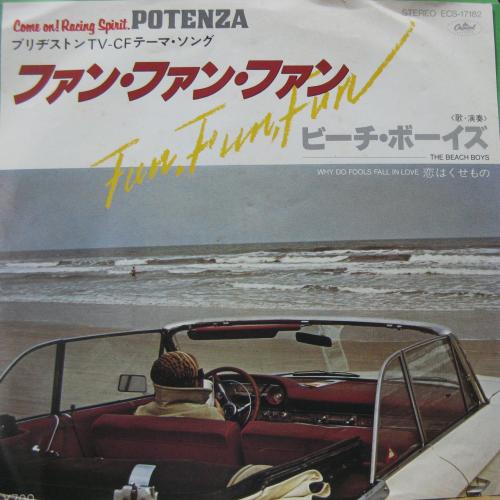 Come on! Racing Spirit. POTENZA
STEREO ECS-17182
Capitol
ブリヂストンTV-CFテーマ・ソング
ファン・ファン・ファン
Fun, Fun, Fun
〈歌・演奏〉
ビーチ・ボーイズ
THE BEACH BOYS
WHY DO FOOLS FALL IN LOVE 恋はくせもの
¥700